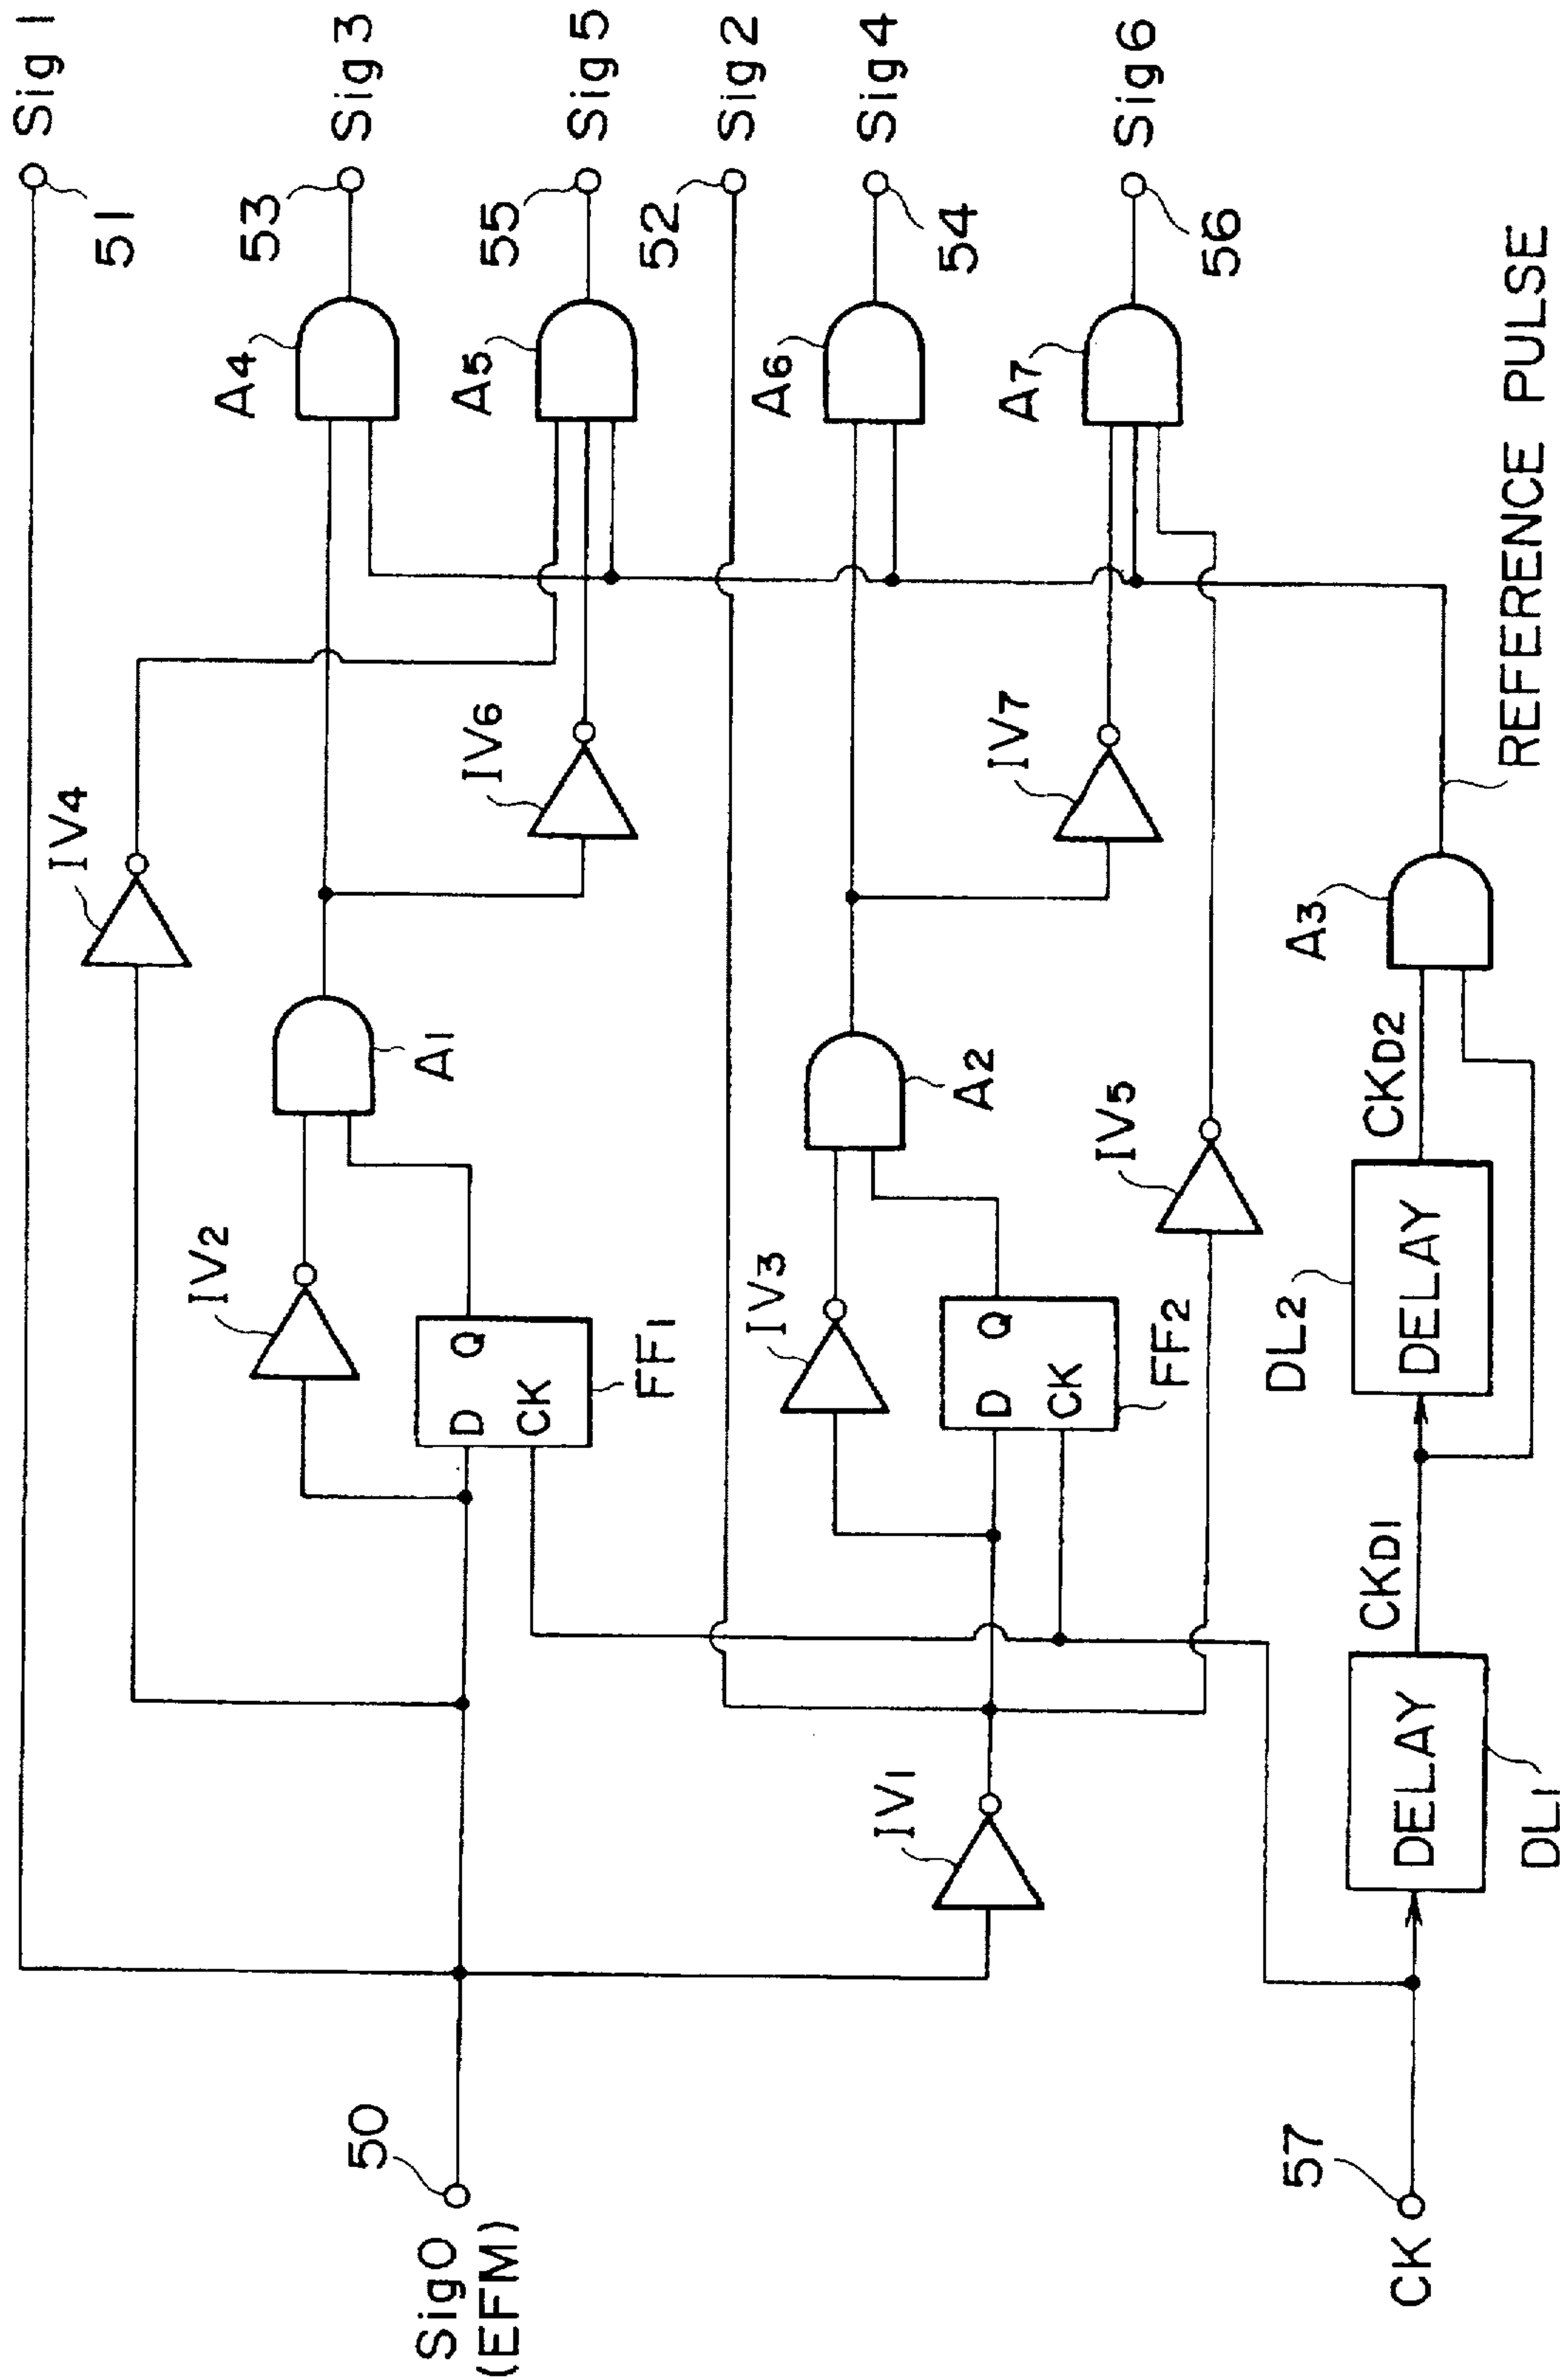 Sig 1
51
Sig 3
53
A4
Sig 5
55
A5
Sig 2
52
Sig 4
54
A6
Sig 6
56
A7
IV4
IV6
IV7
REFERENCE PULSE
A1
A2
A3
IV2
D Q
CK
FF1
IV3
D Q
CK
FF2
IV5
CKD2
DELAY
DL2
CKD1
DELAY
DL1
IV1
50
Sig0
(EFM)
57
CK